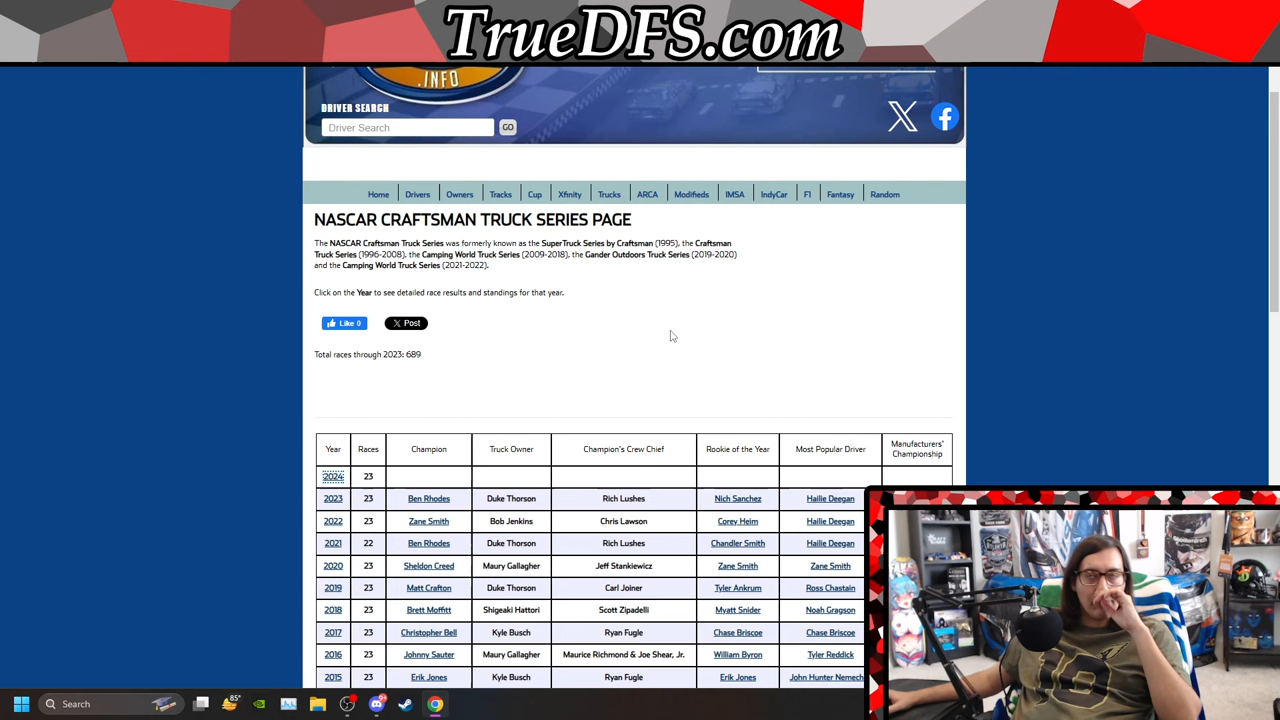 TrueDFS.com
.INFO
DRIVER SEARCH
Driver Search GO
Home Drivers Owners Tracks Cup Xfinity Trucks ARCA Modifieds IMSA IndyCar F1 Fantasy Random
NASCAR CRAFTSMAN TRUCK SERIES PAGE
The NASCAR Craftsman Truck Series was formerly known as the SuperTruck Series by Craftsman (1995), the Craftsman
Truck Series (1996-2008), the Camping World Truck Series (2009-2018), the Gander Outdoors Truck Series (2019-2020)
and the Camping World Truck Series (2021-2022).
Click on the Year to see detailed race results and standings for that year.
Like 0 X Post
Total races through 2023: 689
Year Races Champion Truck Owner Champion's Crew Chief Rookie of the Year Most Popular Driver Manufacturers' Championship
2024 23
2023 23 Ben Rhodes Duke Thorson Rich Lushes Nich Sanchez Hailie Deegan
2022 23 Zane Smith Bob Jenkins Chris Lawson Corey Heim Hailie Deegan
2021 22 Ben Rhodes Duke Thorson Rich Lushes Chandler Smith Hailie Deegan
2020 23 Sheldon Creed Maury Gallagher Jeff Stankiewicz Zane Smith Zane Smith
2019 23 Matt Crafton Duke Thorson Carl Joiner Tyler Ankrum Ross Chastain
2018 23 Brett Moffitt Shigeaki Hattori Scott Zipadelli Myatt Snider Noah Gragson
2017 23 Christopher Bell Kyle Busch Ryan Fugle Chase Briscoe Chase Briscoe
2016 23 Johnny Sauter Maury Gallagher Maurice Richmond & Joe Shear, Jr. William Byron Tyler Reddick
2015 23 Erik Jones Kyle Busch Ryan Fugle Erik Jones John Hunter Nemech
Search
85°